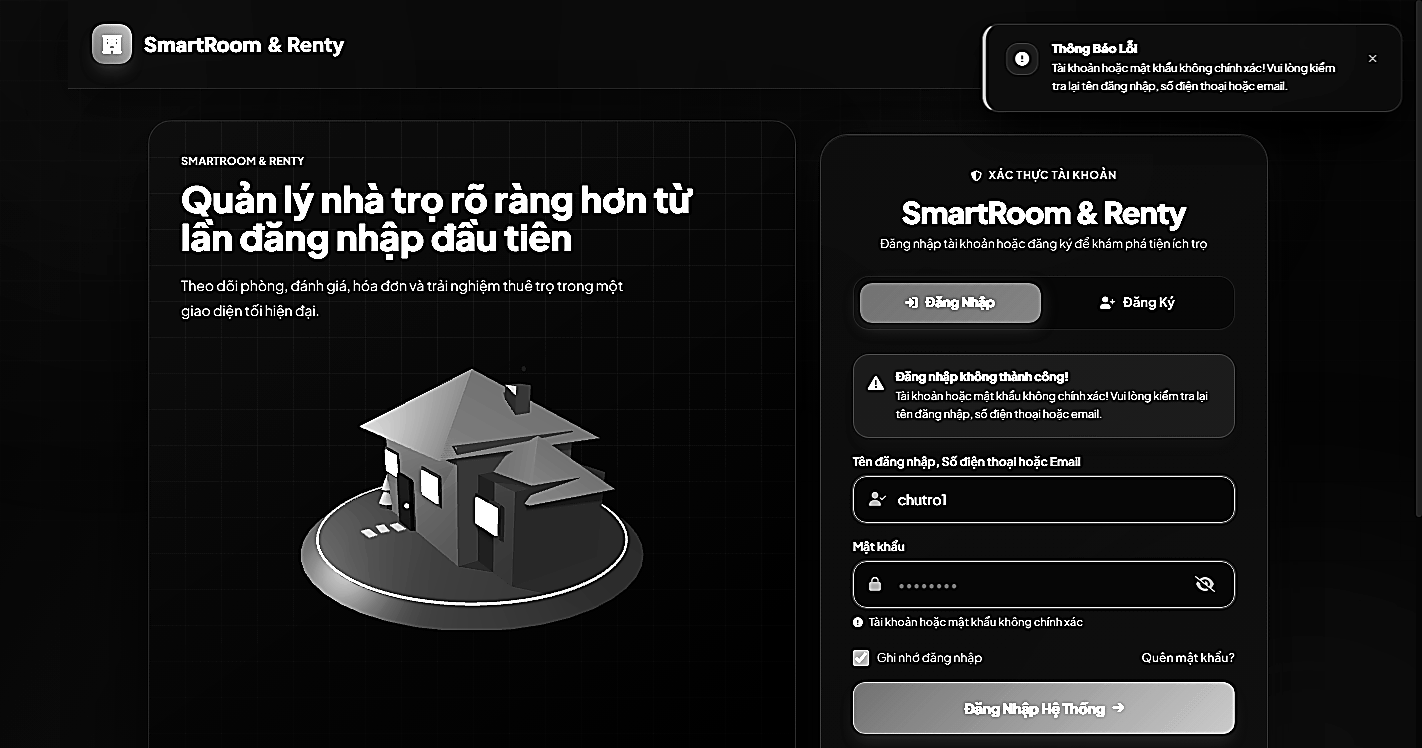 SmartRoom & Renty
Thông Báo Lỗi
Tài khoản hoặc mật khẩu không chính xác! Vui lòng kiểm
tra lại tên đăng nhập, số điện thoại hoặc email.
SMARTROOM & RENTY
Quản lý nhà trọ rõ ràng hơn từ
lần đăng nhập đầu tiên
Theo dõi phòng, đánh giá, hóa đơn và trải nghiệm thuê trọ trong một
giao diện tối hiện đại.
XÁC THỰC TÀI KHOẢN
SmartRoom & Renty
Đăng nhập tài khoản hoặc đăng ký để khám phá tiện ích trọ
Đăng Nhập
Đăng Ký
Đăng nhập không thành công!
Tài khoản hoặc mật khẩu không chính xác! Vui lòng kiểm tra lại
tên đăng nhập, số điện thoại hoặc email.
Tên đăng nhập, Số điện thoại hoặc Email
chutro1
Mật khẩu
Tài khoản hoặc mật khẩu không chính xác
Ghi nhớ đăng nhập
Quên mật khẩu?
Đăng Nhập Hệ Thống